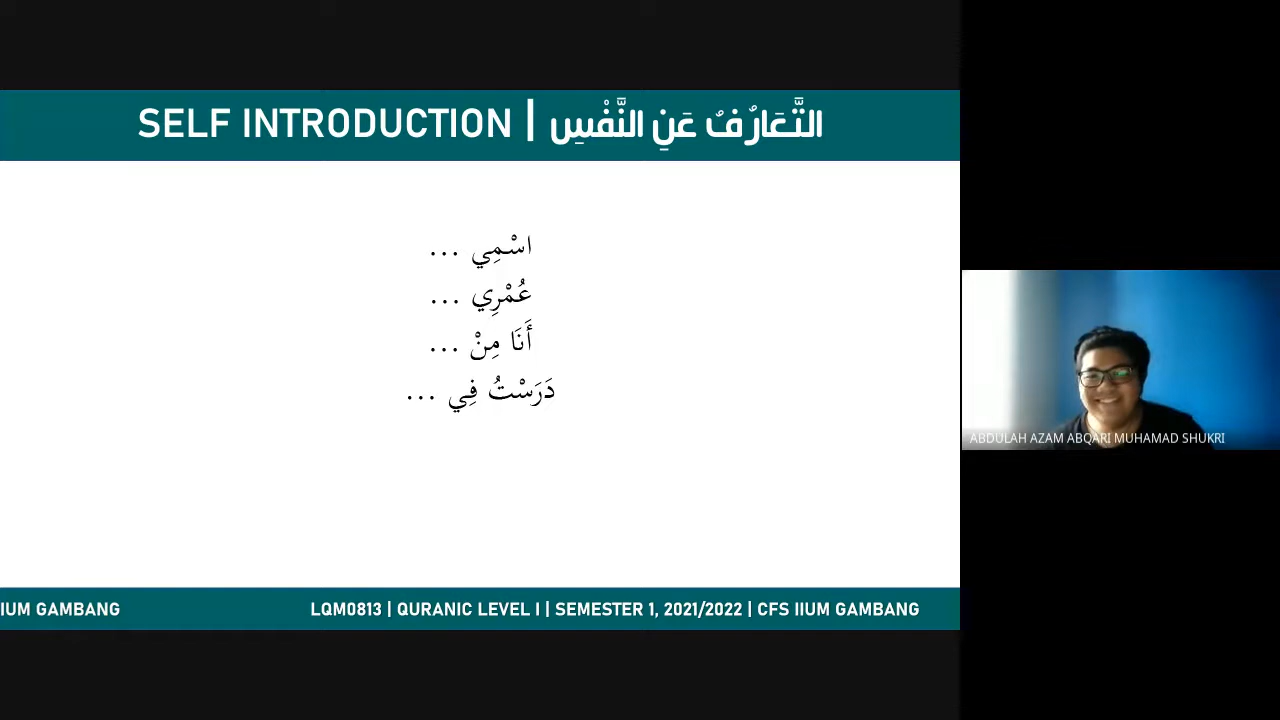 SELF INTRODUCTION | التَّعَارُفُ عَنِ النَّفْسِ
اسْمِي ...
عُمْرِي ...
أَنَا مِنْ ...
دَرَسْتُ فِي ...
ABDULAH AZAM ABQARI MUHAMAD SHUKRI
IUM GAMBANG
LQM0813 | QURANIC LEVEL I | SEMESTER 1, 2021/2022 | CFS IIUM GAMBANG